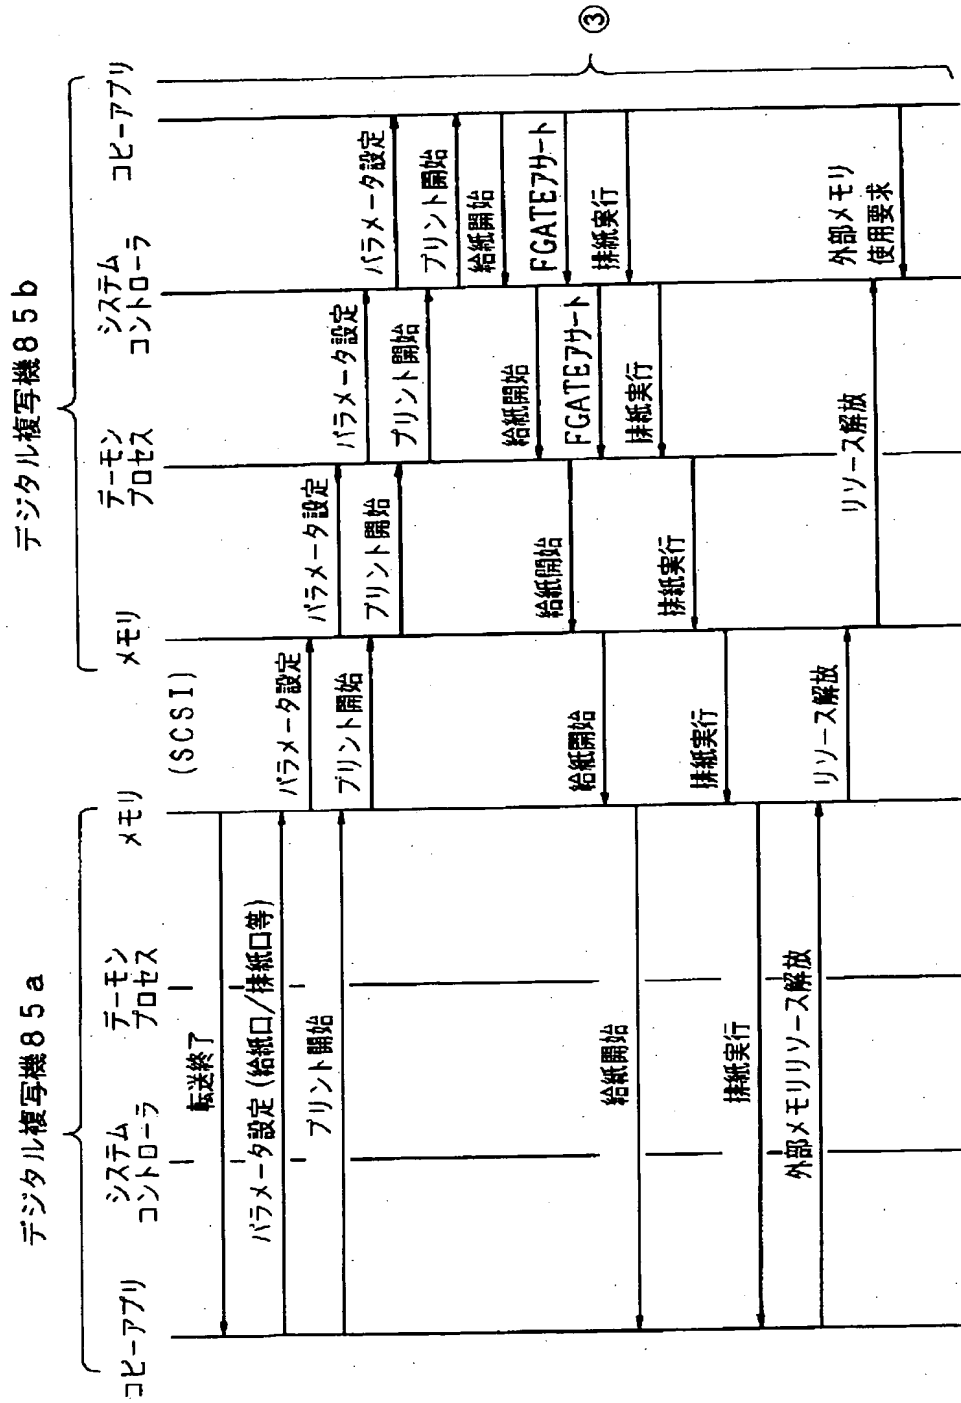 デジタル複写機85a
デジタル複写機85b
コピーアプリ
システム
コントローラ
デーモン
プロセス
メモリ
(SCSI)
メモリ
デーモン
プロセス
システム
コントローラ
コピーアプリ
転送終了
パラメータ設定(給紙口/排紙口等)
パラメータ設定
パラメータ設定
パラメータ設定
パラメータ設定
プリント開始
プリント開始
プリント開始
プリント開始
プリント開始
給紙開始
FGATEアサート
排紙実行
給紙開始
FGATEアサート
排紙実行
給紙開始
排紙実行
給紙開始
排紙実行
給紙開始
排紙実行
外部メモリリソース解放
リソース解放
リソース解放
外部メモリ
使用要求
③